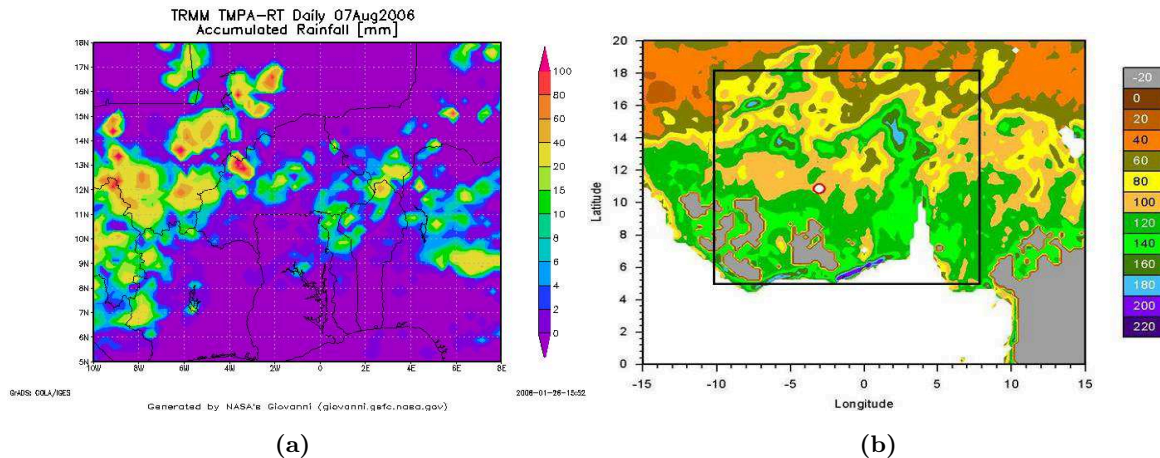 TRMM TMPA-RT Daily 07Aug2006
Accumulated Rainfall [mm]
18N
17N
16N
15N
14N
13N
12N
11N
10N
9N
8N
7N
6N
5N
10W
8W
6W
4W
2W
0
2E
4E
6E
8E
100
80
60
40
20
15
10
8
6
4
2
0
GrADS: COLA/IGES
2008-01-28-15:52
Generated by NASA's Giovanni (giovanni.gsfc.nasa.gov)
(a)
20
18
16
14
12
10
8
6
4
2
0
Latitude
-15
-10
-5
0
5
10
15
Longitude
-20
0
20
40
60
80
100
120
140
160
180
200
220
(b)